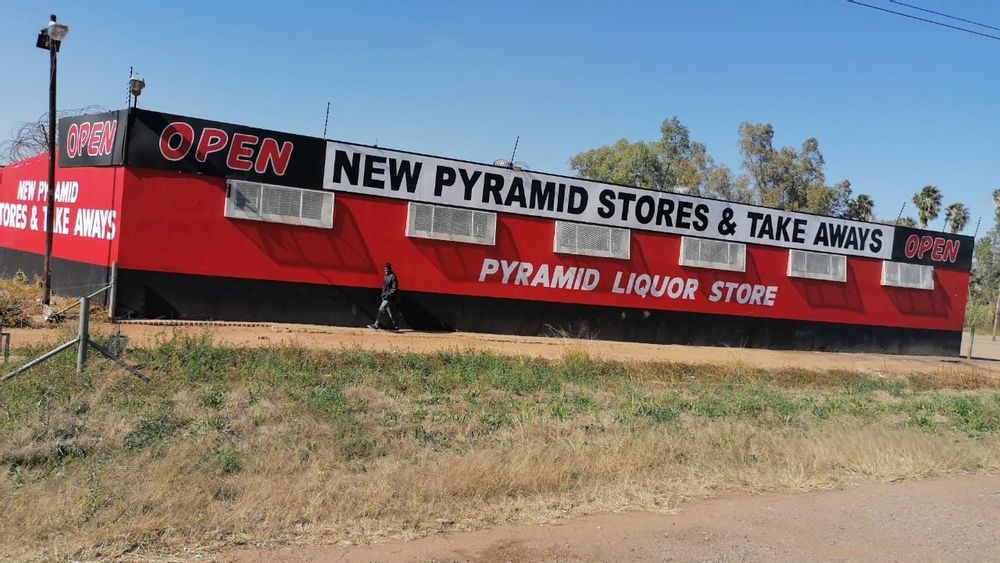 OPEN
NEW PYRAMID
STORES & TAKE AWAYS
OPEN
NEW PYRAMID STORES & TAKE AWAYS
OPEN
PYRAMID LIQUOR STORE